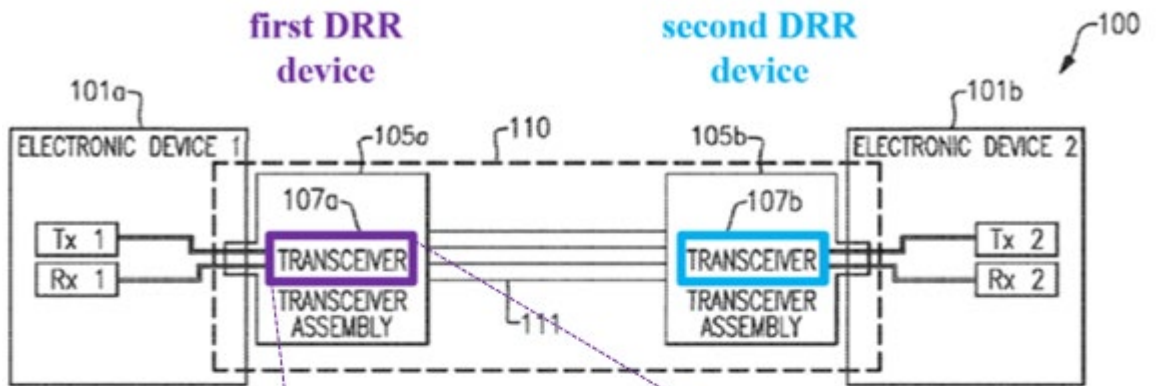 first DRR
device
second DRR
device
100
101a
101b
ELECTRONIC DEVICE 1
105a
110
105b
ELECTRONIC DEVICE 2
107a
107b
Tx 1
Rx 1
TRANSCEIVER
TRANSCEIVER
ASSEMBLY
111
TRANSCEIVER
TRANSCEIVER
ASSEMBLY
Tx 2
Rx 2